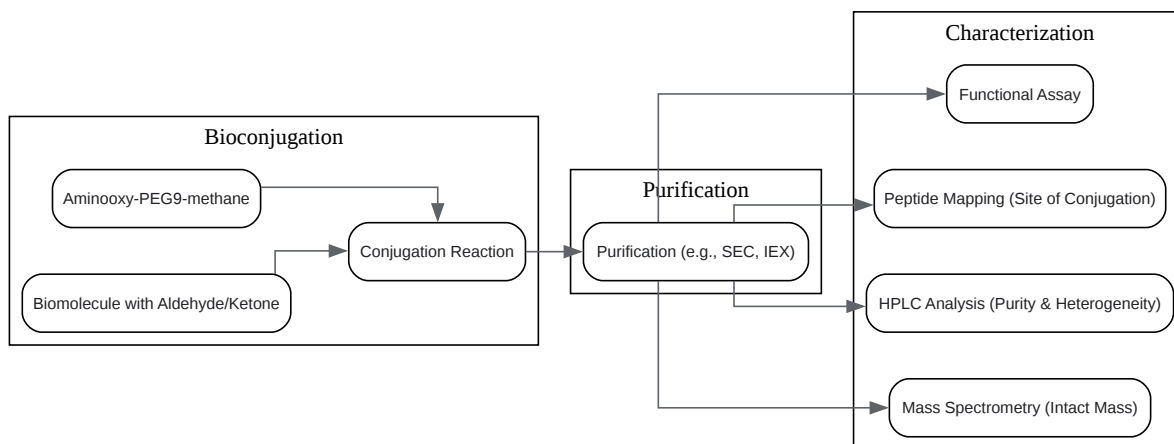 Bioconjugation
Aminooxy-PEG9-methane
Biomolecule with Aldehyde/Ketone
Conjugation Reaction
Purification
Purification (e.g., SEC, IEX)
Characterization
Functional Assay
Peptide Mapping (Site of Conjugation)
HPLC Analysis (Purity & Heterogeneity)
Mass Spectrometry (Intact Mass)